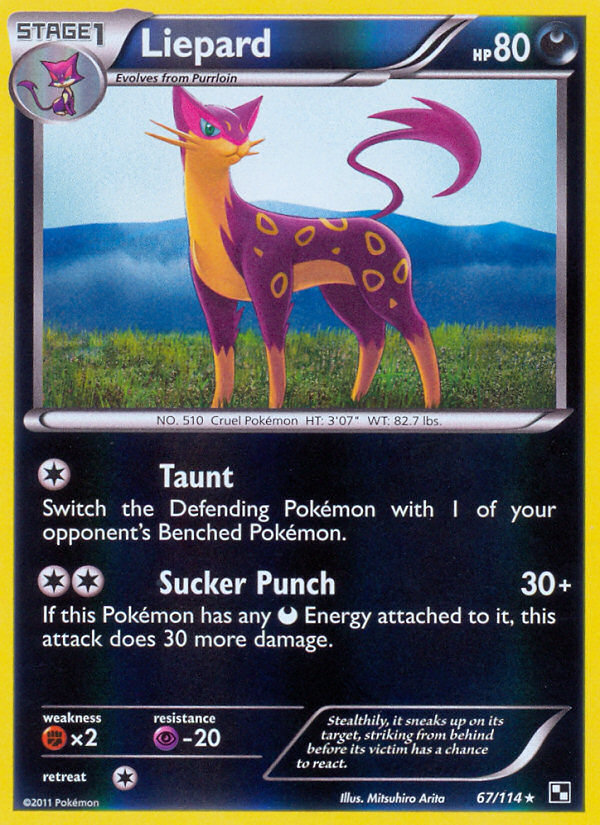 STAGE1
Liepard
HP80
Evolves from Purrloin
NO. 510 Cruel Pokémon HT: 3'07" WT: 82.7 lbs.
Taunt
Switch the Defending Pokémon with 1 of your
opponent's Benched Pokémon.
Sucker Punch 30+
If this Pokémon has any Energy attached to it, this
attack does 30 more damage.
weakness
×2
resistance
-20
retreat
Stealthily, it sneaks up on its
target, striking from behind
before its victim has a chance
to react.
©2011 Pokémon
Illus. Mitsuhiro Arita
67/114★